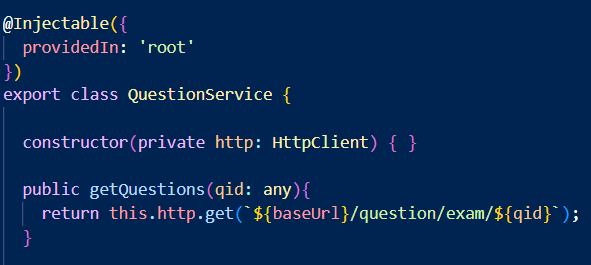 @Injectable({
  providedIn: 'root'
})
export class QuestionService {
  constructor(private http: HttpClient) { }
  public getQuestions(qid: any){
    return this.http.get(`${baseUrl}/question/exam/${qid}`);
  }